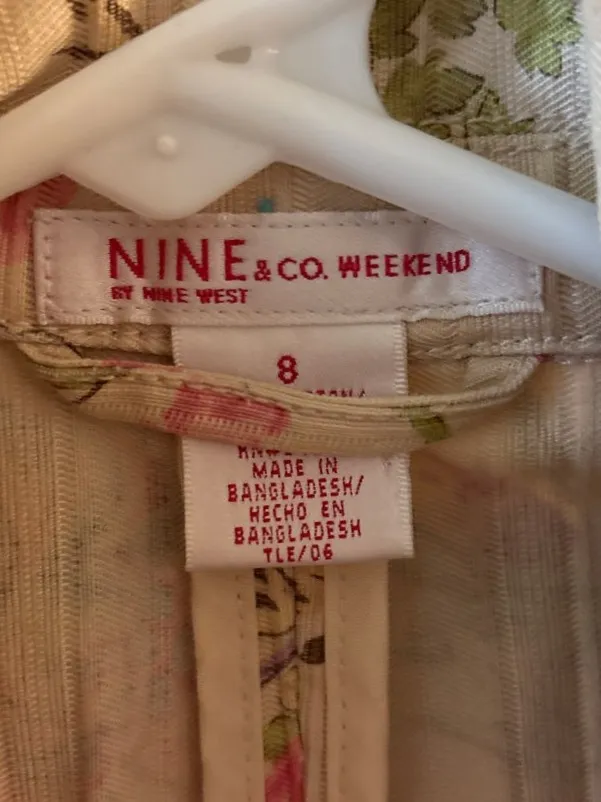 NINE & CO. WEEKEND
BY NINE WEST
8
MADE IN
BANGLADESH/
HECHO EN
BANGLADESH
TLE/06